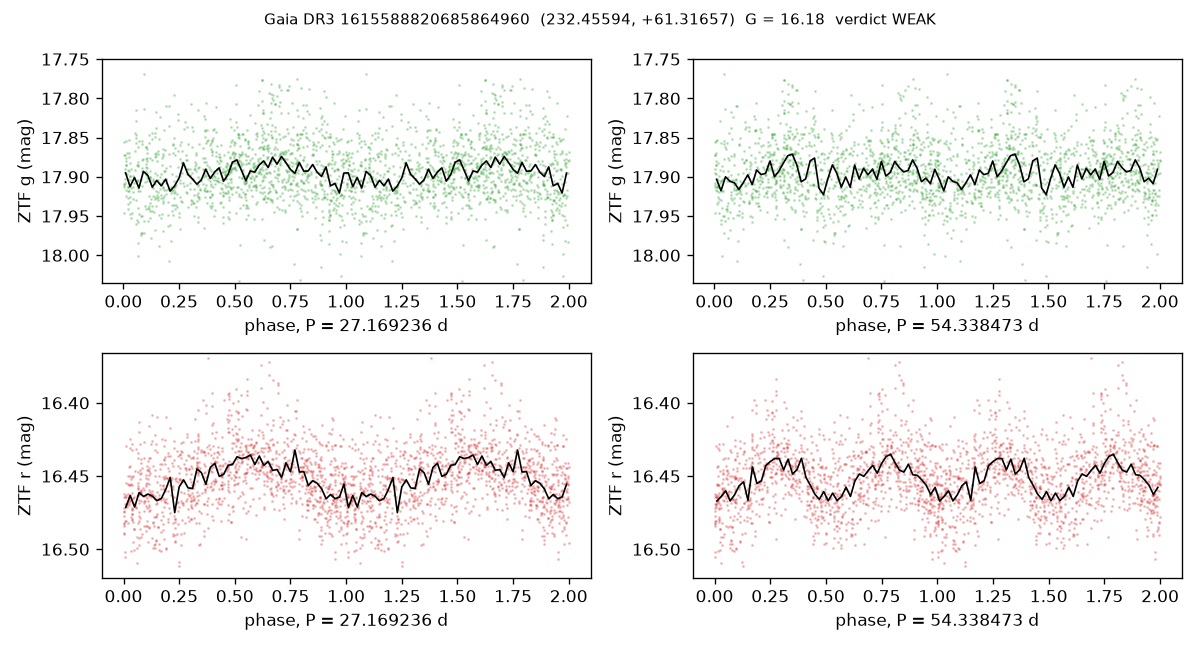 Gaia DR3 1615588820685864960 (232.45594, +61.31657) G = 16.18 verdict WEAK
17.75
17.80
17.85
17.90
17.95
18.00
ZTF g (mag)
0.00 0.25 0.50 0.75 1.00 1.25 1.50 1.75 2.00
phase, P = 27.169236 d
17.75
17.80
17.85
17.90
17.95
18.00
ZTF g (mag)
0.00 0.25 0.50 0.75 1.00 1.25 1.50 1.75 2.00
phase, P = 54.338473 d
16.40
16.45
16.50
ZTF r (mag)
0.00 0.25 0.50 0.75 1.00 1.25 1.50 1.75 2.00
phase, P = 27.169236 d
16.40
16.45
16.50
ZTF r (mag)
0.00 0.25 0.50 0.75 1.00 1.25 1.50 1.75 2.00
phase, P = 54.338473 d